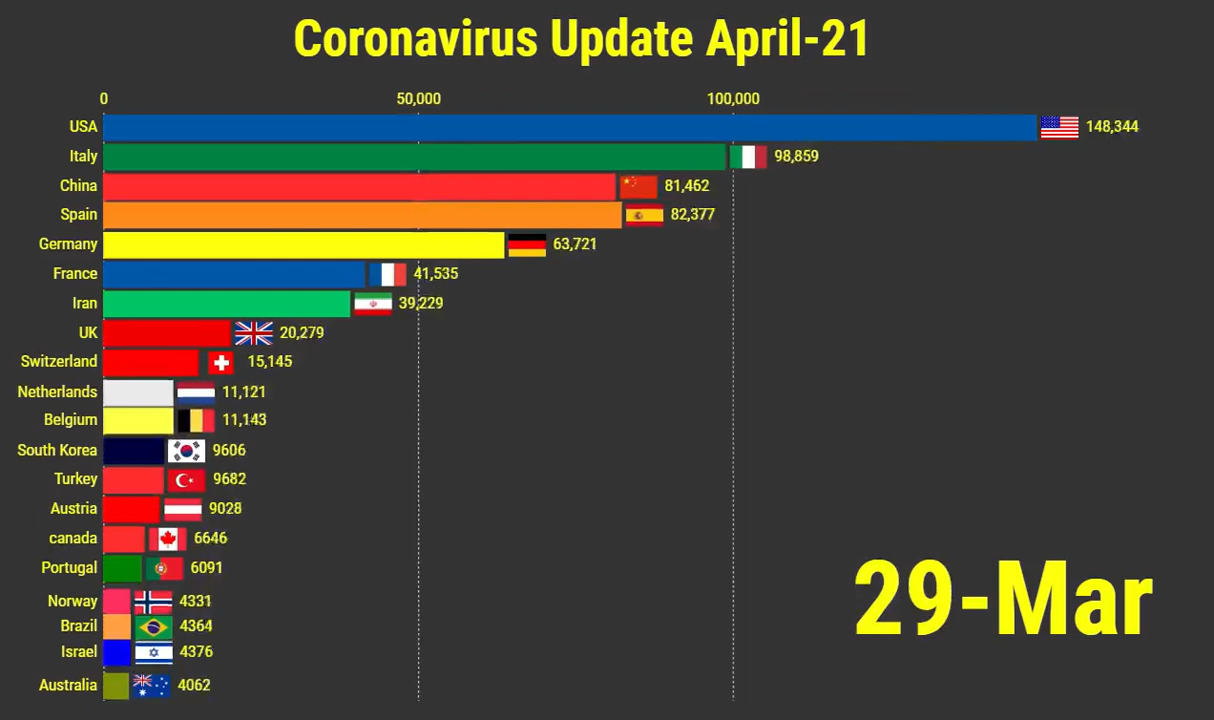 Coronavirus Update April-21
0 50,000 100,000
USA 148,344
Italy 98,859
China 81,462
Spain 82,377
Germany 63,721
France 41,535
Iran 39,229
UK 20,279
Switzerland 15,145
Netherlands 11,121
Belgium 11,143
South Korea 9606
Turkey 9682
Austria 9028
canada 6646
Portugal 6091
Norway 4331
Brazil 4364
Israel 4376
Australia 4062
29-Mar